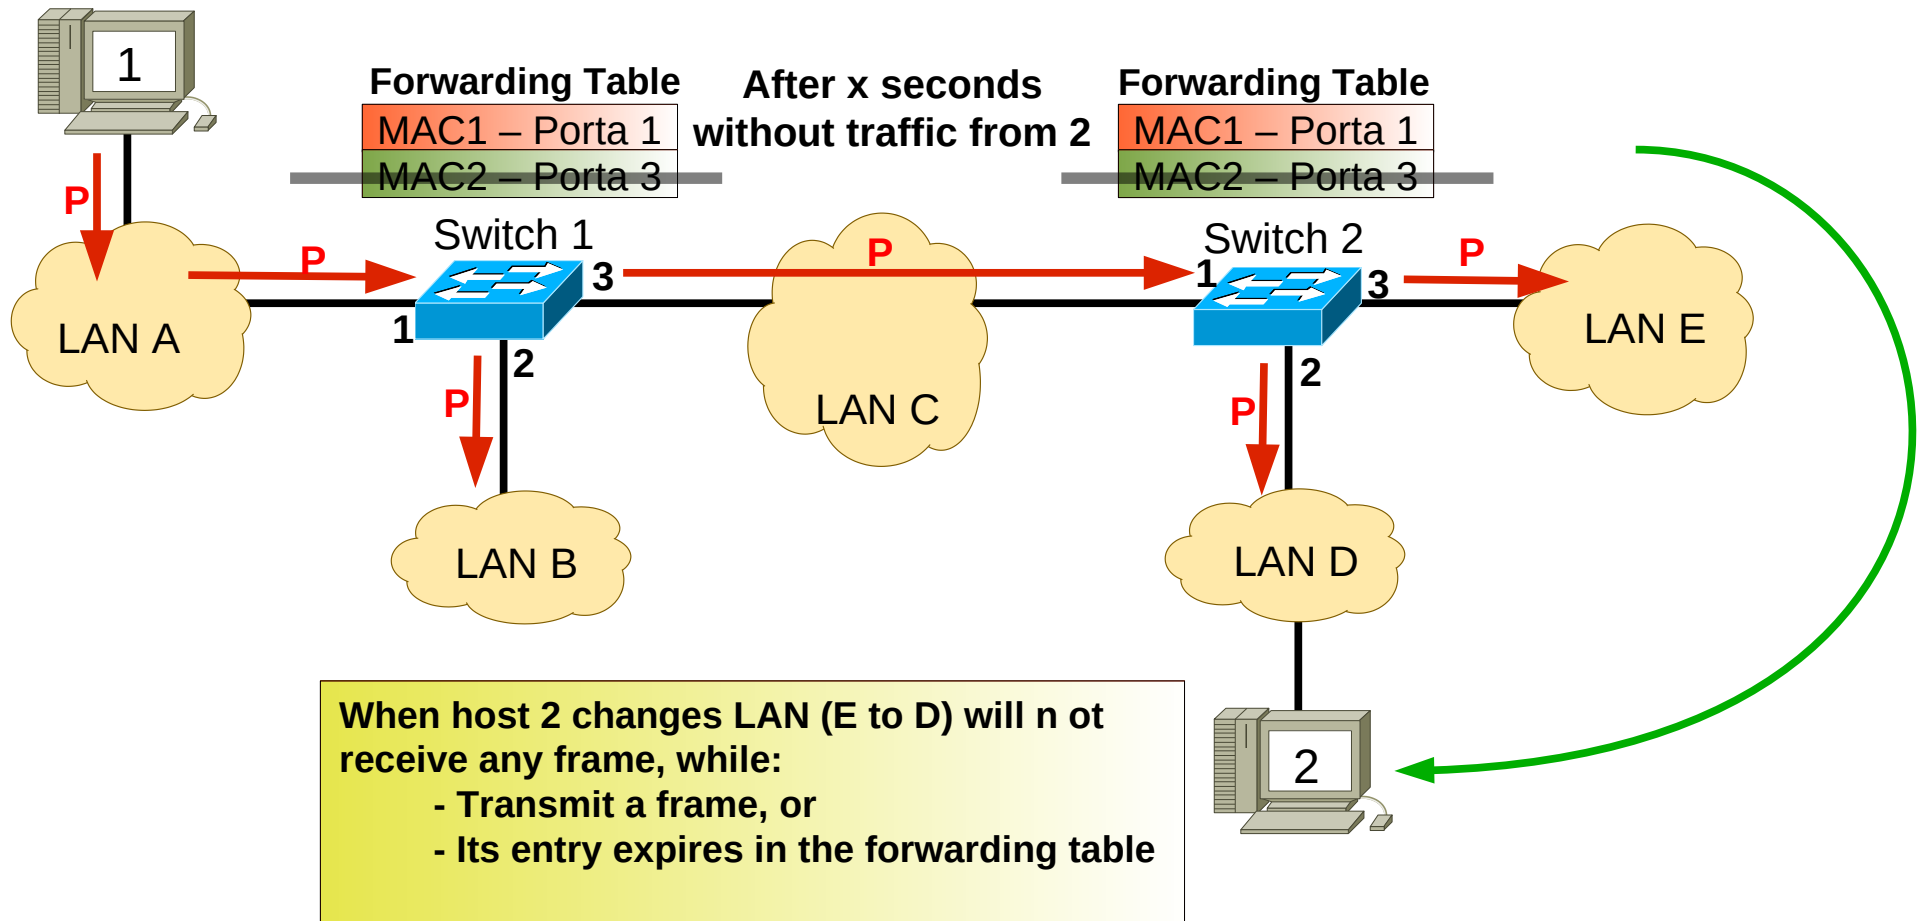 1
Forwarding Table
MAC1 – Porta 1
MAC2 – Porta 3
After x seconds
without traffic from 2
Forwarding Table
MAC1 – Porta 1
MAC2 – Porta 3
P
P
Switch 1
P
Switch 2
P
LAN A
1
3
2
P
LAN B
LAN C
1
3
2
P
LAN E
LAN D
When host 2 changes LAN (E to D) will n ot
receive any frame, while:
- Transmit a frame, or
- Its entry expires in the forwarding table
2